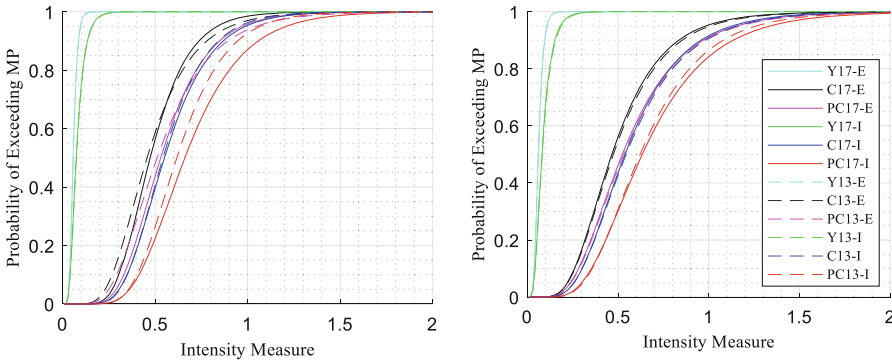 Probability of Exceeding MP
1
0.8
0.6
0.4
0.2
0
0 0.5 1 1.5 2
Intensity Measure
Probability of Exceeding MP
1
0.8
0.6
0.4
0.2
0
0 0.5 1 1.5 2
Intensity Measure
Y17-E
C17-E
PC17-E
Y17-I
C17-I
PC17-I
Y13-E
C13-E
PC13-E
Y13-I
C13-I
PC13-I